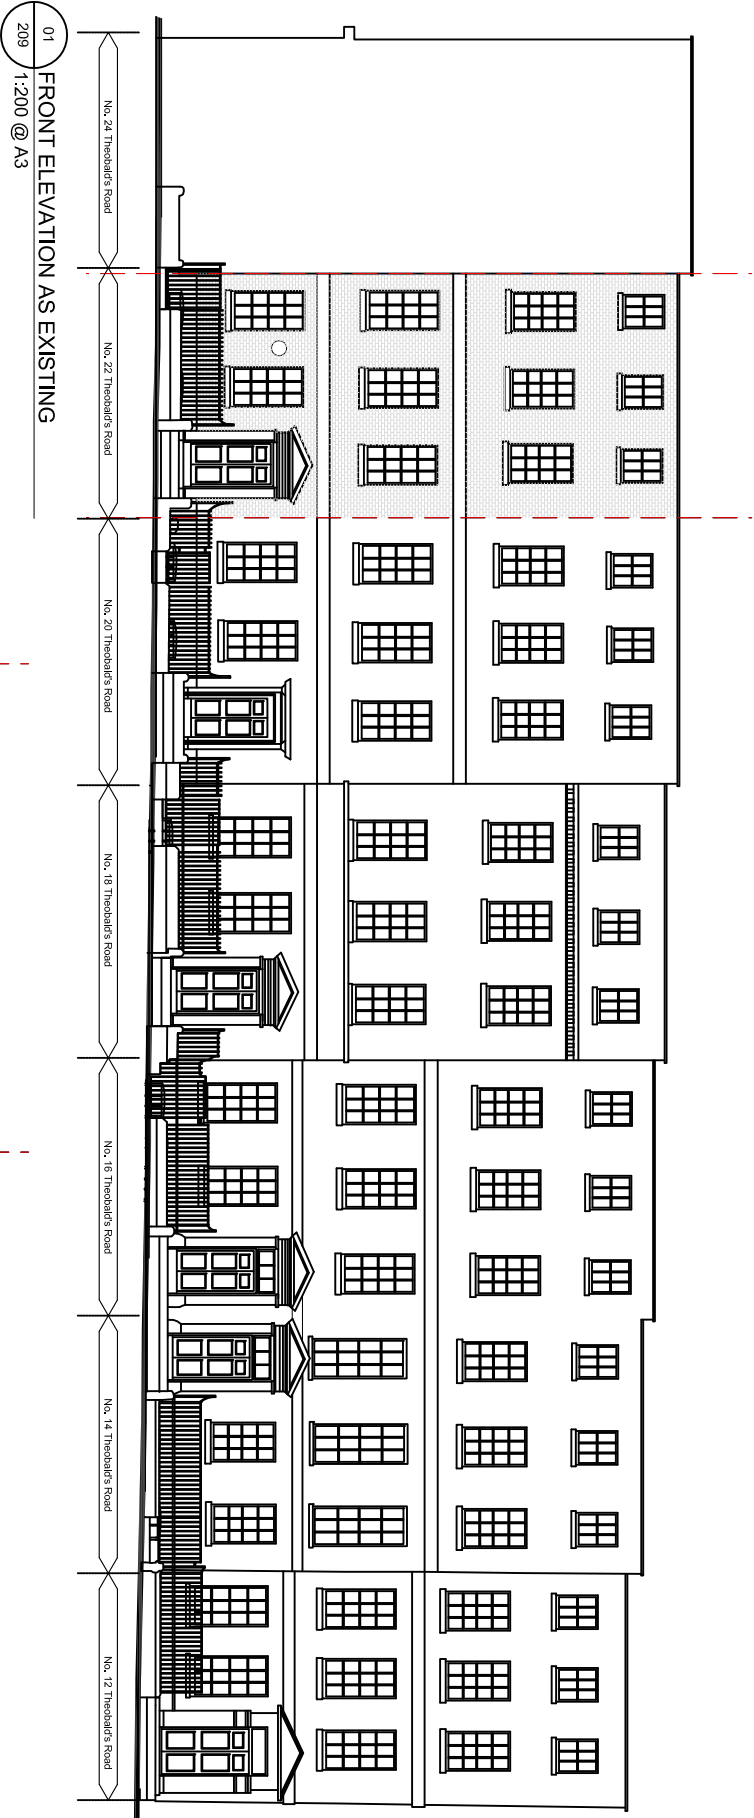 01
209
FRONT ELEVATION AS EXISTING
1:200 @ A3
No. 24 Theobald's Road
No. 22 Theobald's Road
No. 20 Theobald's Road
No. 18 Theobald's Road
No. 16 Theobald's Road
No. 14 Theobald's Road
No. 12 Theobald's Road